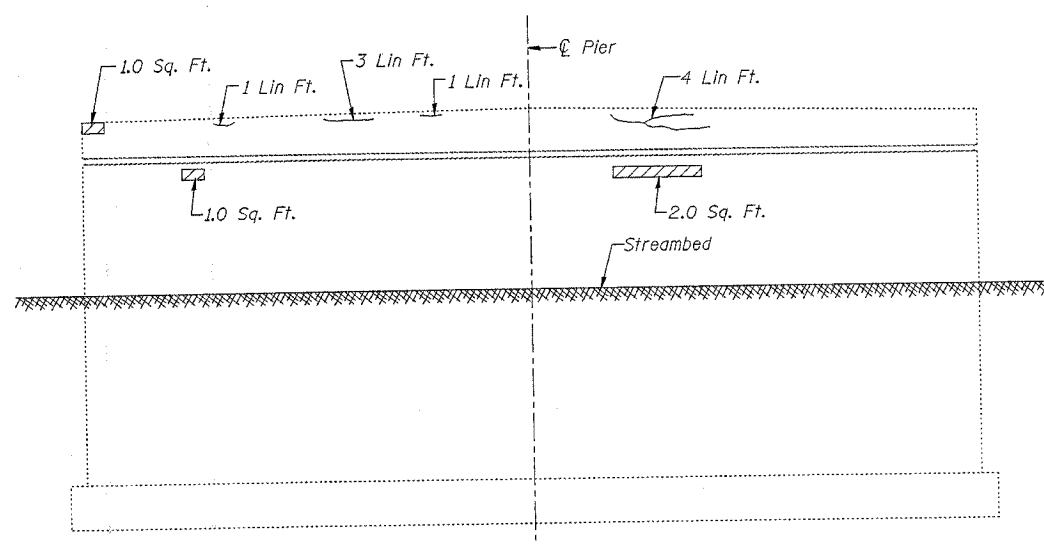 ℄ Pier
1.0 Sq. Ft.
1 Lin Ft.
3 Lin Ft.
1 Lin Ft.
4 Lin Ft.
1.0 Sq. Ft.
2.0 Sq. Ft.
Streambed